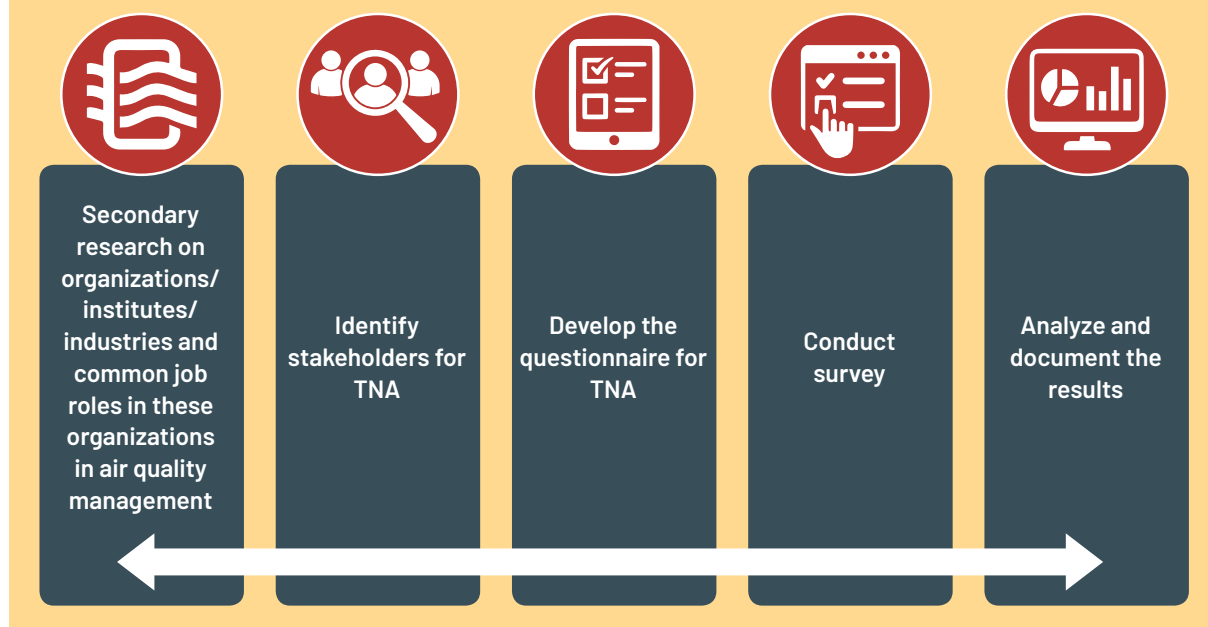 Secondary
research on
organizations/
institutes/
industries and
common job
roles in these
organizations
in air quality
management
Identify
stakeholders for
TNA
Develop the
questionnaire for
TNA
Conduct
survey
Analyze and
document the
results